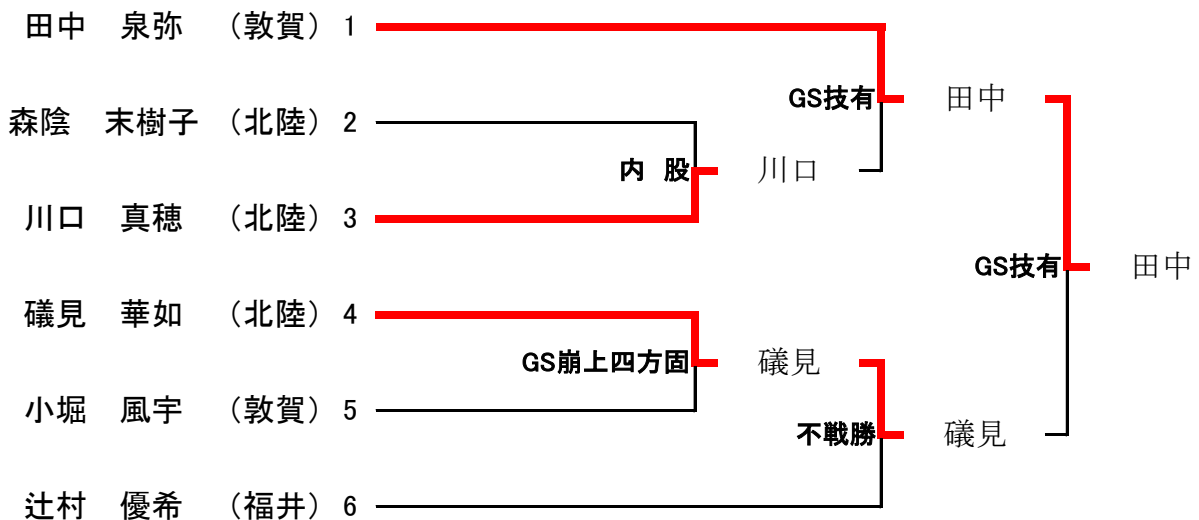 田中　泉弥　（敦賀）1
GS技有　田中
森陰　末樹子　（北陸）2
内　股　川口
川口　真穂　（北陸）3
GS技有　田中
礒見　華如　（北陸）4
GS崩上四方固　礒見
小堀　風宇　（敦賀）5
不戦勝　礒見
辻村　優希　（福井）6